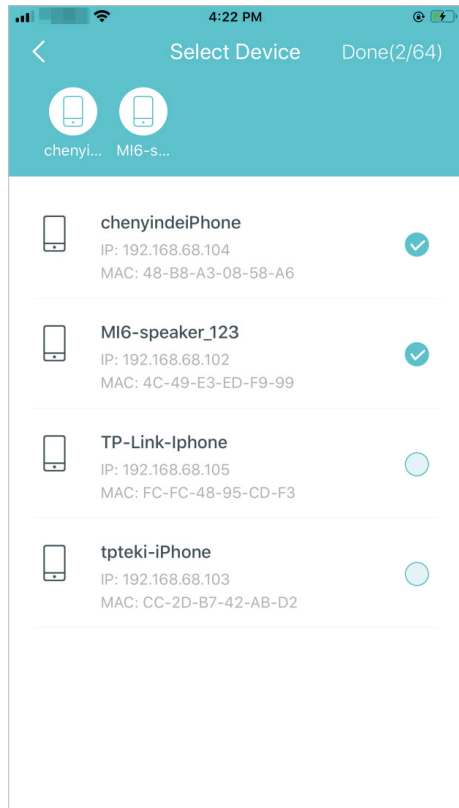 4:22 PM
Select Device
Done(2/64)
chenyi...
MI6-s...
chenyindeiPhone
IP: 192.168.68.104
MAC: 48-B8-A3-08-58-A6
MI6-speaker_123
IP: 192.168.68.102
MAC: 4C-49-E3-ED-F9-99
TP-Link-Iphone
IP: 192.168.68.105
MAC: FC-FC-48-95-CD-F3
tpteki-iPhone
IP: 192.168.68.103
MAC: CC-2D-B7-42-AB-D2